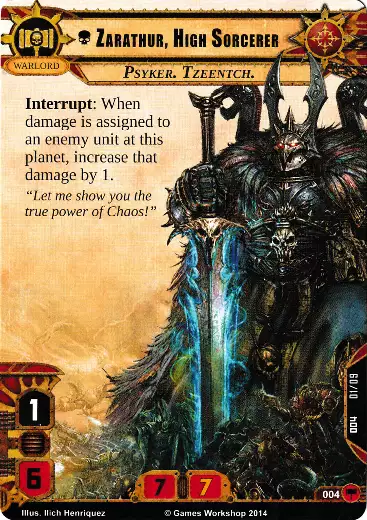 ZARATHUR, HIGH SORCERER
WARLORD
PSYKER. TZEENTCH.
Interrupt: When
damage is assigned to
an enemy unit at this
planet, increase that
damage by 1.
“Let me show you the
true power of Chaos!”
1
6
7 7
004
004
Illus. Ilich Henriquez
© Games Workshop 2014